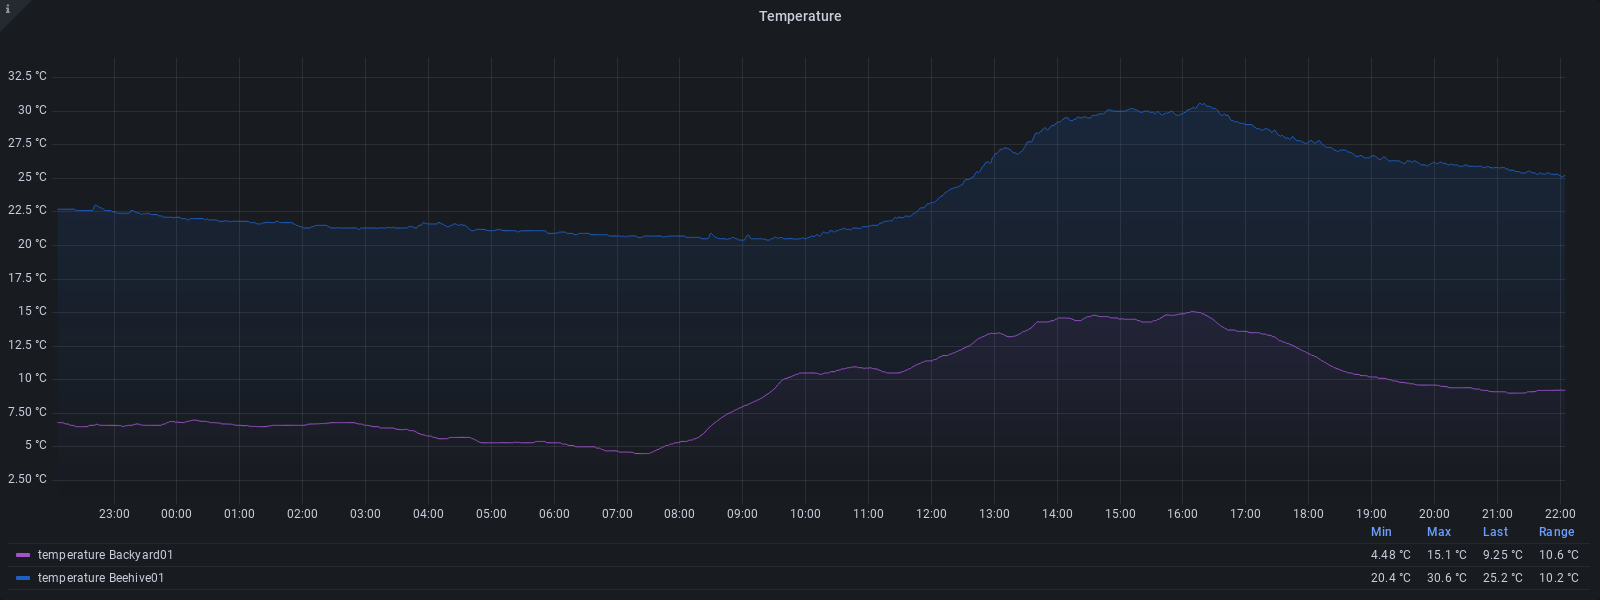 i
Temperature
32.5 °C
30 °C
27.5 °C
25 °C
22.5 °C
20 °C
17.5 °C
15 °C
12.5 °C
10 °C
7.50 °C
5 °C
2.50 °C
23:00 00:00 01:00 02:00 03:00 04:00 05:00 06:00 07:00 08:00 09:00 10:00 11:00 12:00 13:00 14:00 15:00 16:00 17:00 18:00 19:00 20:00 21:00 22:00
Min Max Last Range
temperature Backyard01 4.48 °C 15.1 °C 9.25 °C 10.6 °C
temperature Beehive01 20.4 °C 30.6 °C 25.2 °C 10.2 °C